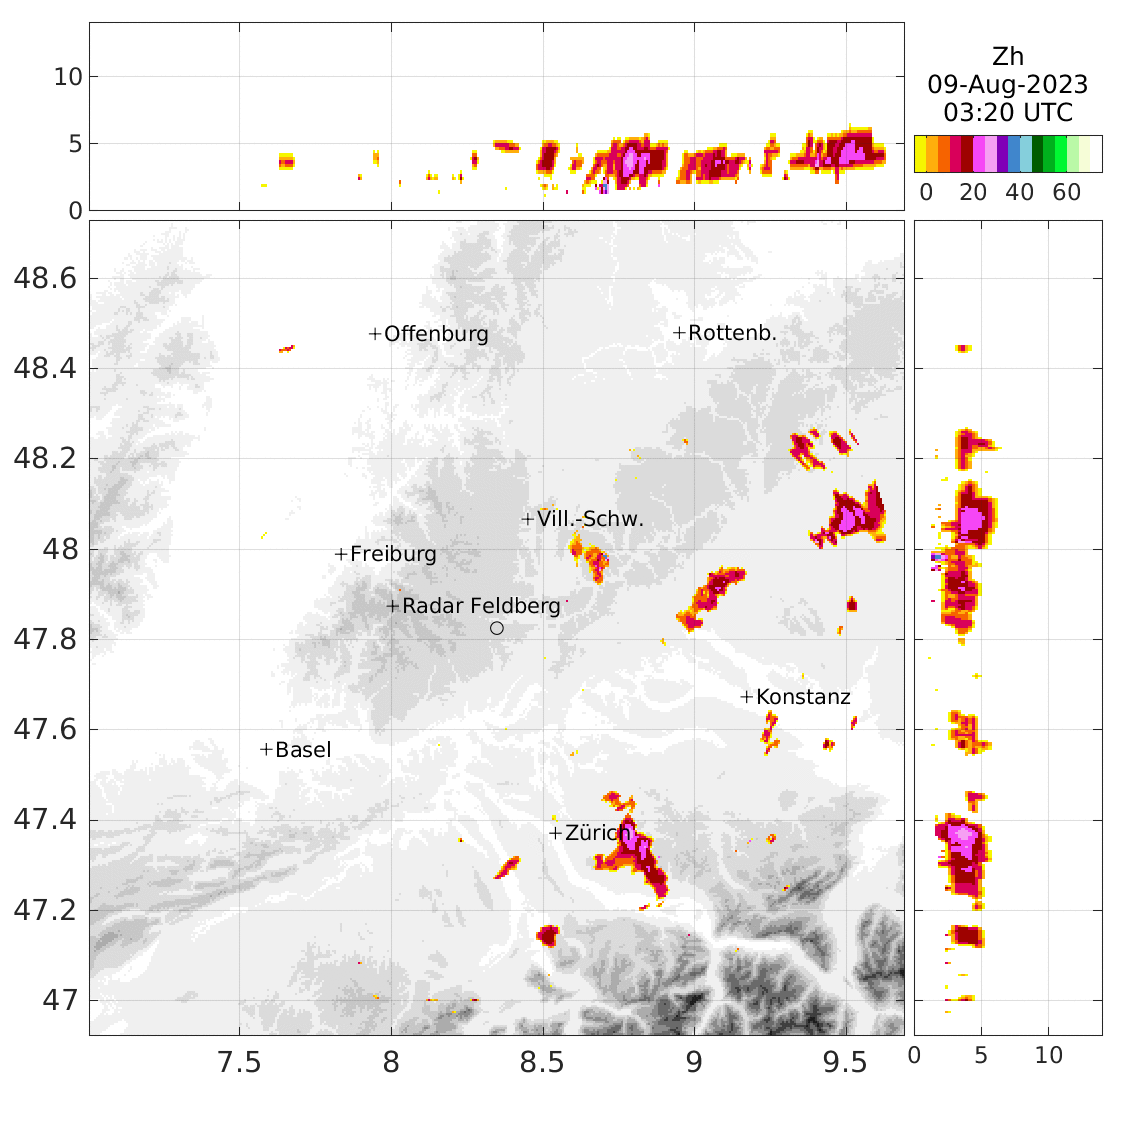 Zh
09-Aug-2023
03:20 UTC
0 20 40 60
10
5
0
48.6
48.4
48.2
48
47.8
47.6
47.4
47.2
47
Offenburg
Rottenb.
Vill.-Schw.
Freiburg
Radar Feldberg
Konstanz
Basel
Zürich
7.5 8 8.5 9 9.5
0 5 10